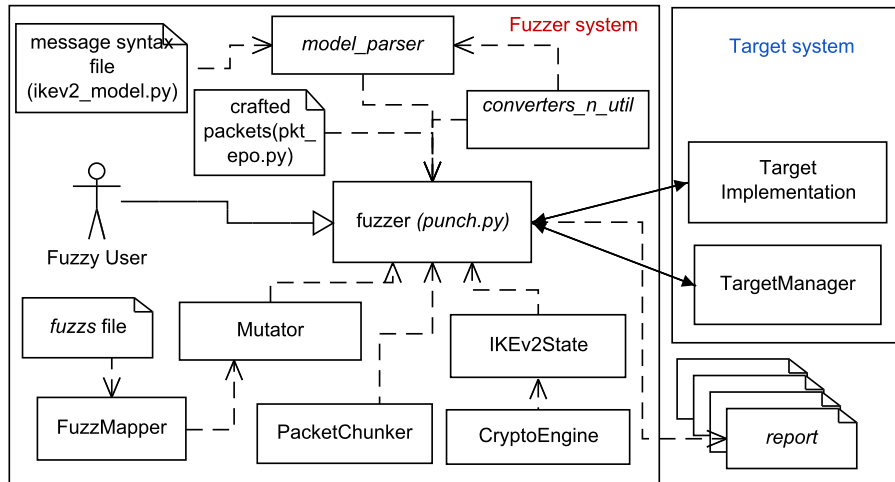 Fuzzer system
Target system
message syntax
file
(ikev2_model.py)
model_parser
crafted
packets(pkt_
epo.py)
converters_n_util
Target
Implementation
fuzzer (punch.py)
Fuzzy User
TargetManager
fuzzs file
Mutator
IKEv2State
FuzzMapper
PacketChunker
CryptoEngine
report